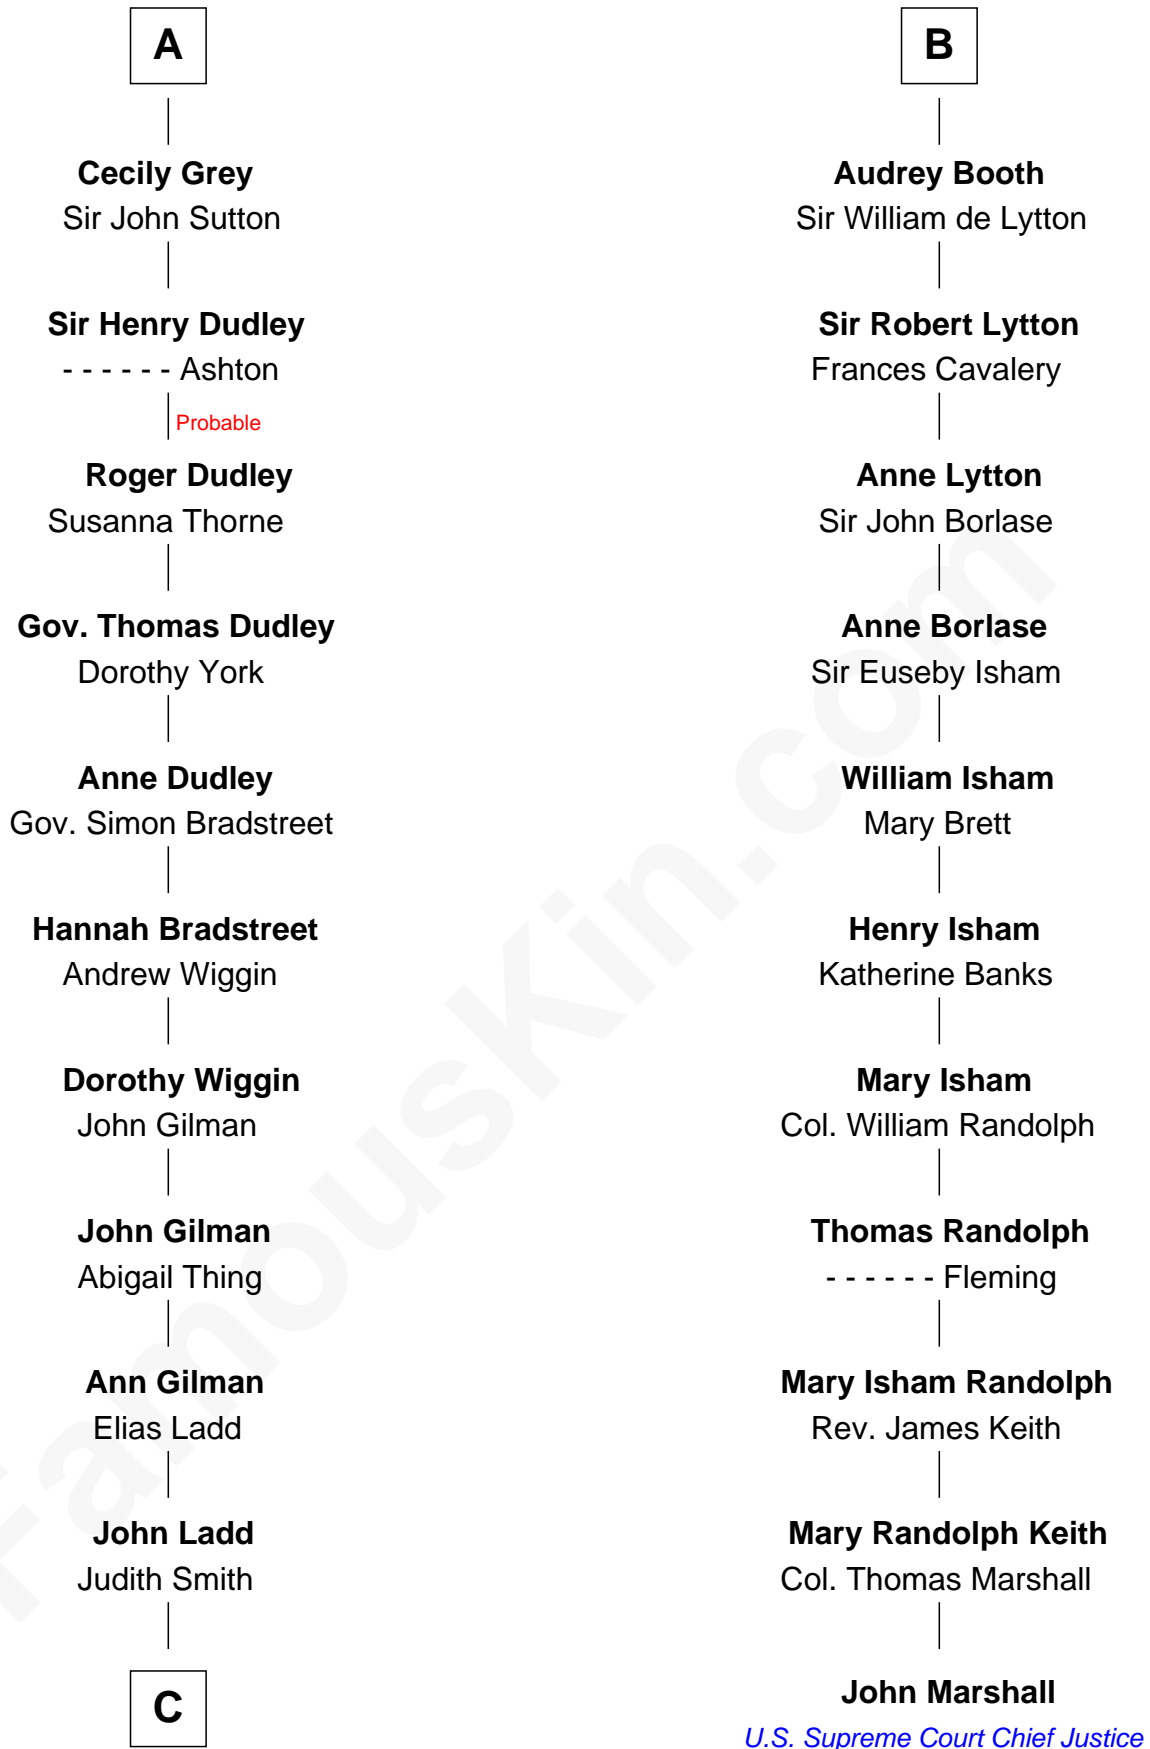 A
Cecily Grey
Sir John Sutton
Sir Henry Dudley
- - - - - - Ashton
Probable
Roger Dudley
Susanna Thorne
Gov. Thomas Dudley
Dorothy York
Anne Dudley
Gov. Simon Bradstreet
Hannah Bradstreet
Andrew Wiggin
Dorothy Wiggin
John Gilman
John Gilman
Abigail Thing
Ann Gilman
Elias Ladd
John Ladd
Judith Smith
C
B
Audrey Booth
Sir William de Lytton
Sir Robert Lytton
Frances Cavalery
Anne Lytton
Sir John Borlase
Anne Borlase
Sir Euseby Isham
William Isham
Mary Brett
Henry Isham
Katherine Banks
Mary Isham
Col. William Randolph
Thomas Randolph
- - - - - - Fleming
Mary Isham Randolph
Rev. James Keith
Mary Randolph Keith
Col. Thomas Marshall
John Marshall
U.S. Supreme Court Chief Justice
FamousKin.com